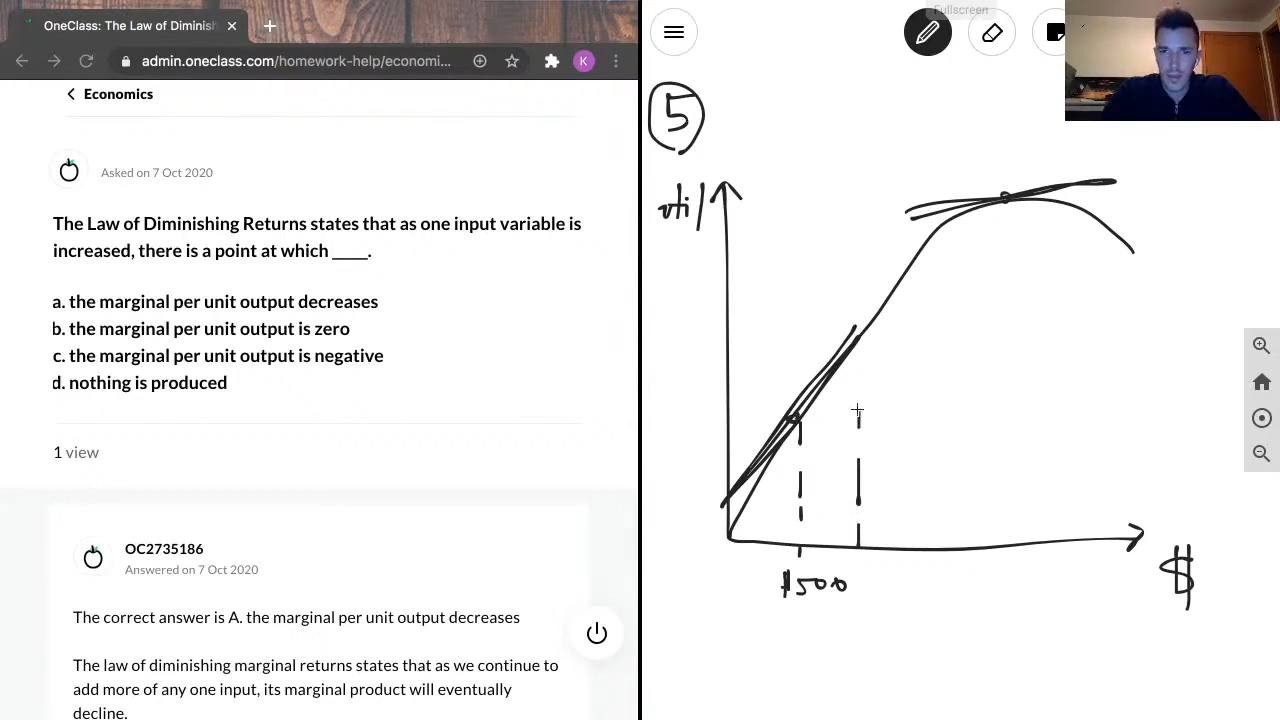 OneClass: The Law of Diminish
admin.oneclass.com/homework-help/economi...
K
Economics
Asked on 7 Oct 2020
The Law of Diminishing Returns states that as one input variable is
increased, there is a point at which ____.
a. the marginal per unit output decreases
b. the marginal per unit output is zero
c. the marginal per unit output is negative
d. nothing is produced
1 view
OC2735186
Answered on 7 Oct 2020
The correct answer is A. the marginal per unit output decreases
The law of diminishing marginal returns states that as we continue to
add more of any one input, its marginal product will eventually
decline.
Fullscreen
5
util
$500
$